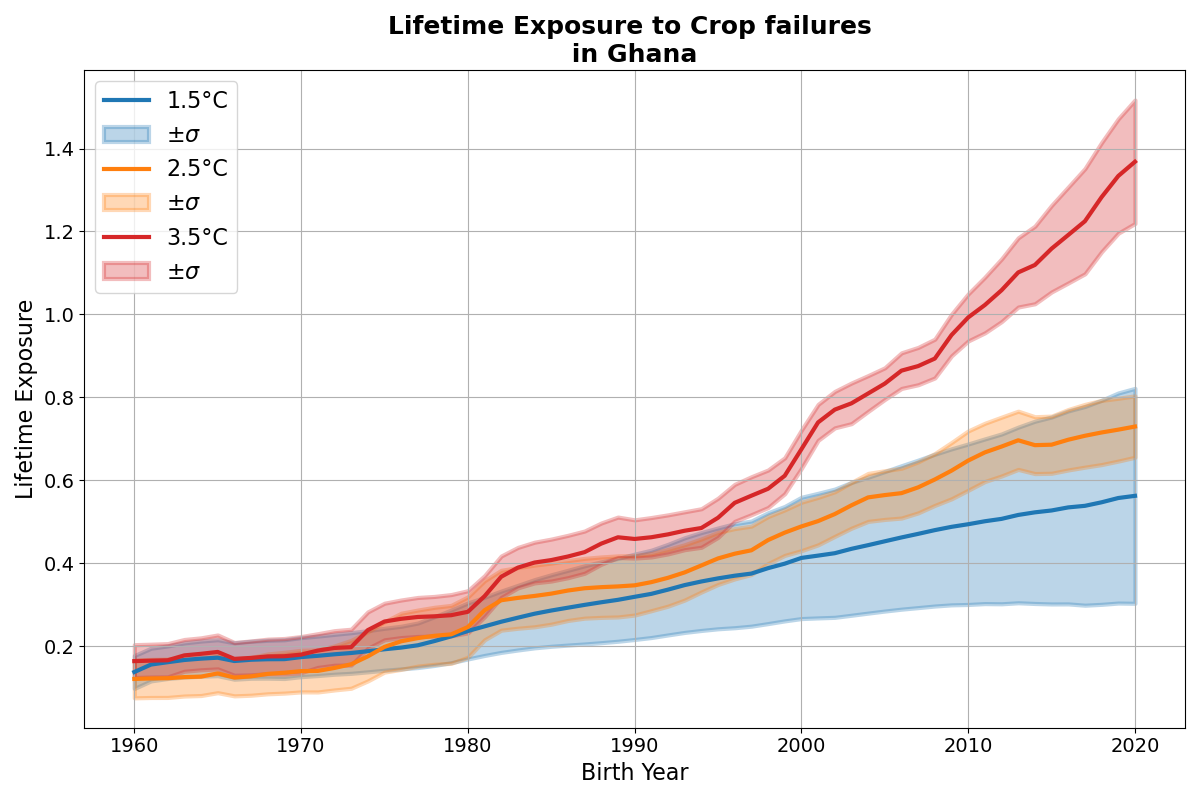 Lifetime Exposure to Crop failures
in Ghana
1.5°C
±σ
2.5°C
±σ
3.5°C
±σ
Lifetime Exposure
1.4
1.2
1.0
0.8
0.6
0.4
0.2
1960 1970 1980 1990 2000 2010 2020
Birth Year